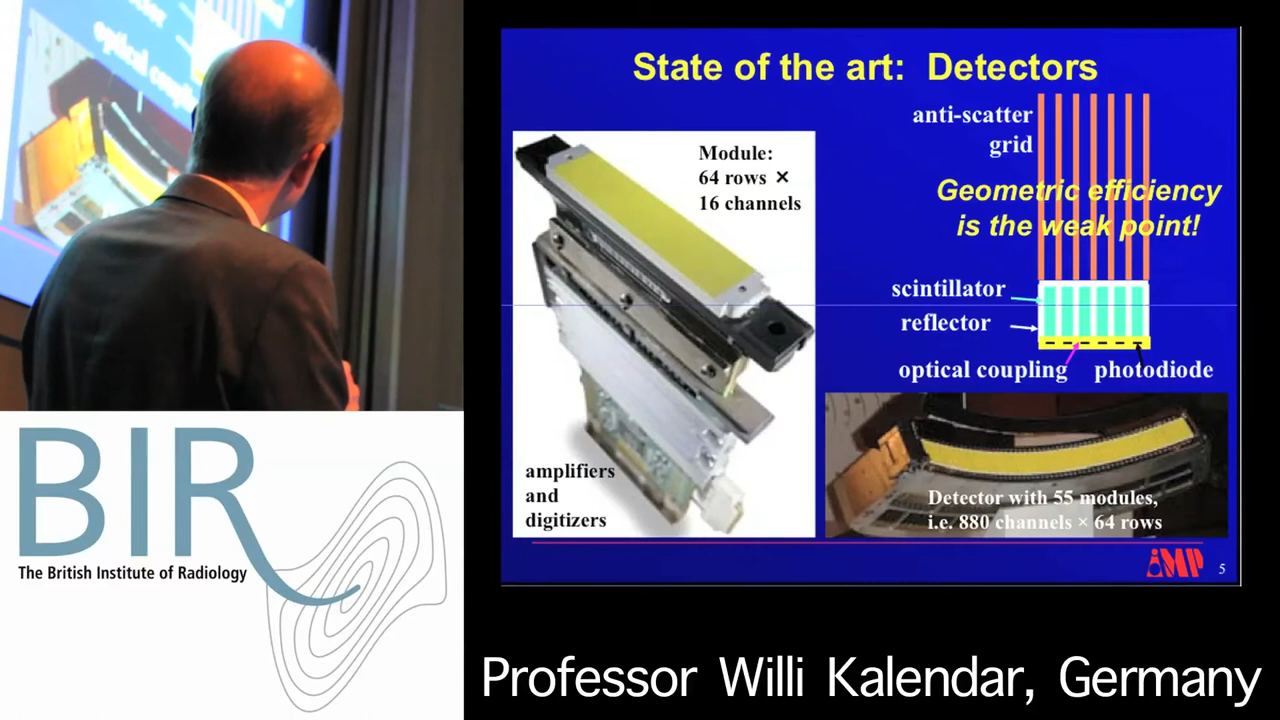 optical
State of the art: Detectors
anti-scatter
grid
Module:
64 rows ×
16 channels
Geometric efficiency
is the weak point!
scintillator
reflector
optical coupling
photodiode
amplifiers
and
digitizers
Detector with 55 modules,
i.e. 880 channels × 64 rows
iMP
5
BIR
The British Institute of Radiology
Professor Willi Kalendar, Germany